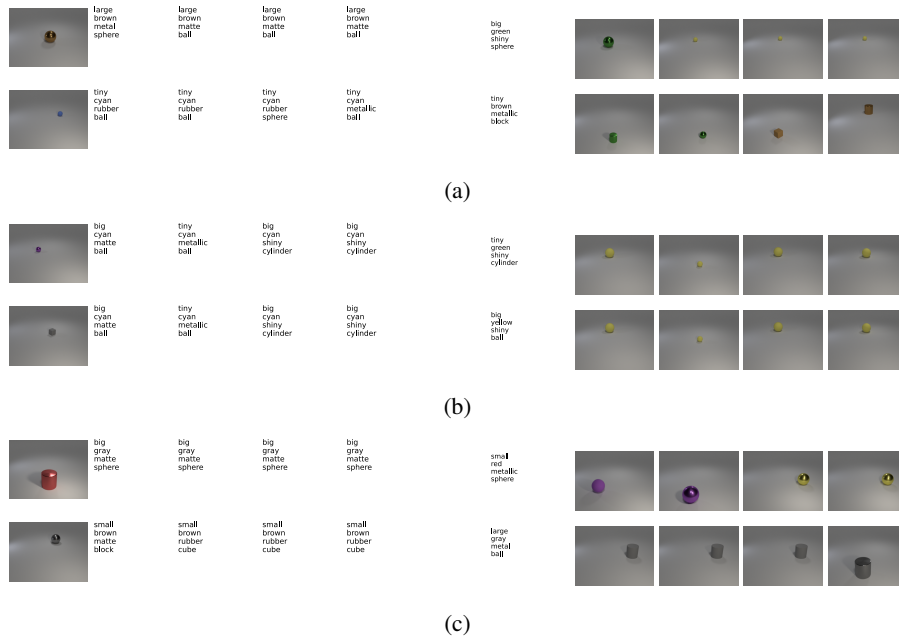 large
brown
metal
sphere
large
brown
matte
ball
large
brown
matte
ball
large
brown
matte
ball
big
green
shiny
sphere
tiny
cyan
rubber
ball
tiny
cyan
rubber
ball
tiny
cyan
rubber
sphere
tiny
cyan
metallic
ball
tiny
brown
metallic
block
(a)
big
cyan
matte
ball
tiny
cyan
metallic
ball
big
cyan
shiny
cylinder
big
cyan
shiny
cylinder
tiny
green
shiny
cylinder
big
cyan
matte
ball
tiny
cyan
metallic
ball
big
cyan
shiny
cylinder
big
cyan
shiny
cylinder
big
yellow
shiny
ball
(b)
big
gray
matte
sphere
big
gray
matte
sphere
big
gray
matte
sphere
big
gray
matte
sphere
small
red
metallic
sphere
small
brown
matte
block
small
brown
rubber
cube
small
brown
rubber
cube
small
brown
rubber
cube
large
gray
metal
ball
(c)